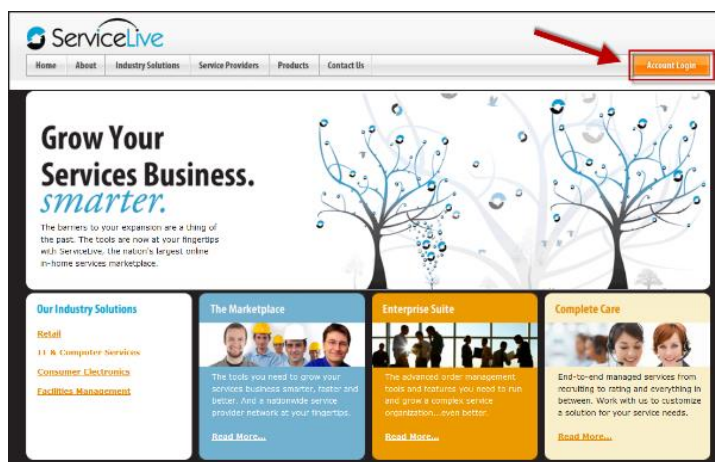 ServiceLive
Home About Industry Solutions Service Providers Products Contact Us Account Login
Grow Your
Services Business.
smarter.
The barriers to your expansion are a thing of
the past. The tools are now at your fingertips
with ServiceLive, the nation's largest online
in-home services marketplace.
Our Industry Solutions
Retail
IT & Computer Services
Consumer Electronics
Facilities Management
The Marketplace
The tools you need to grow your
services business smarter, faster and
better. And a nationwide service
provider network at your fingertips.
Read More...
Enterprise Suite
The advanced order management
tools and features you need to run
and grow a complex service
organization...even better.
Read More...
Complete Care
End-to-end managed services from
recruiting to rating and everything in
between. Work with us to customize
a solution for your service needs.
Read More...